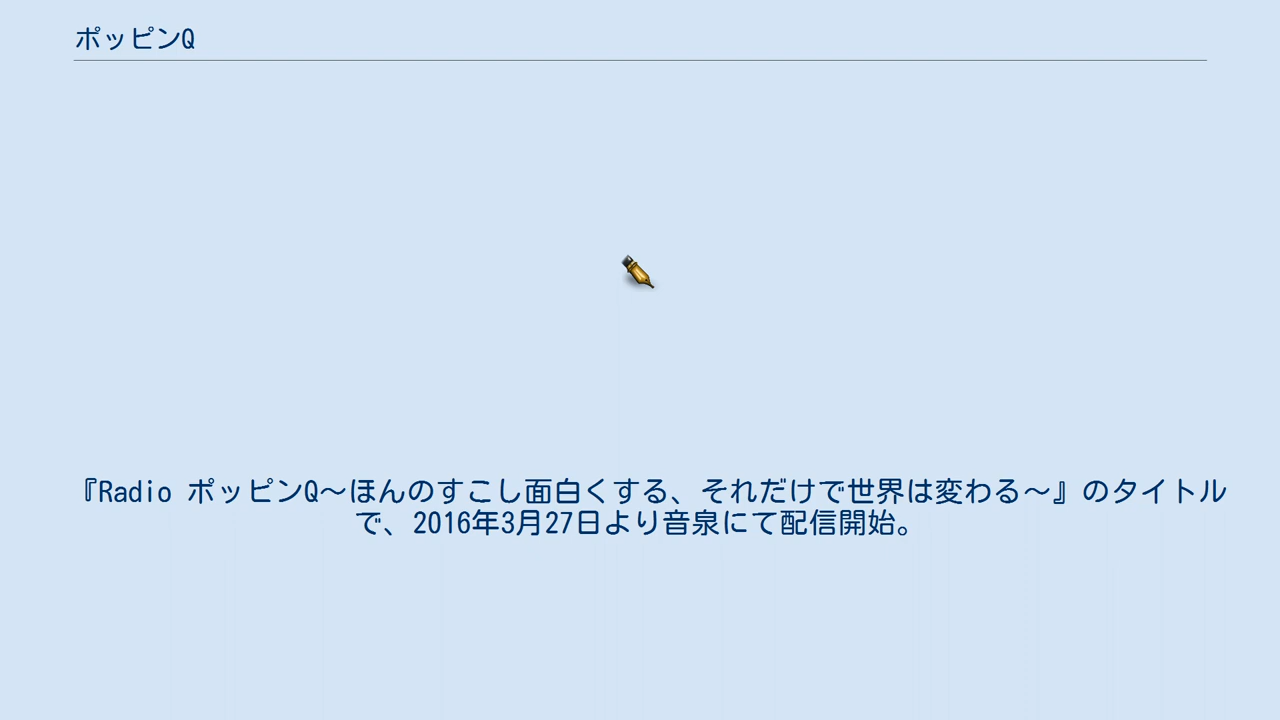 ポッピンQ
『Radio ポッピンQ〜ほんのすこし面白くする、それだけで世界は変わる〜』のタイトル
で、2016年3月27日より音泉にて配信開始。